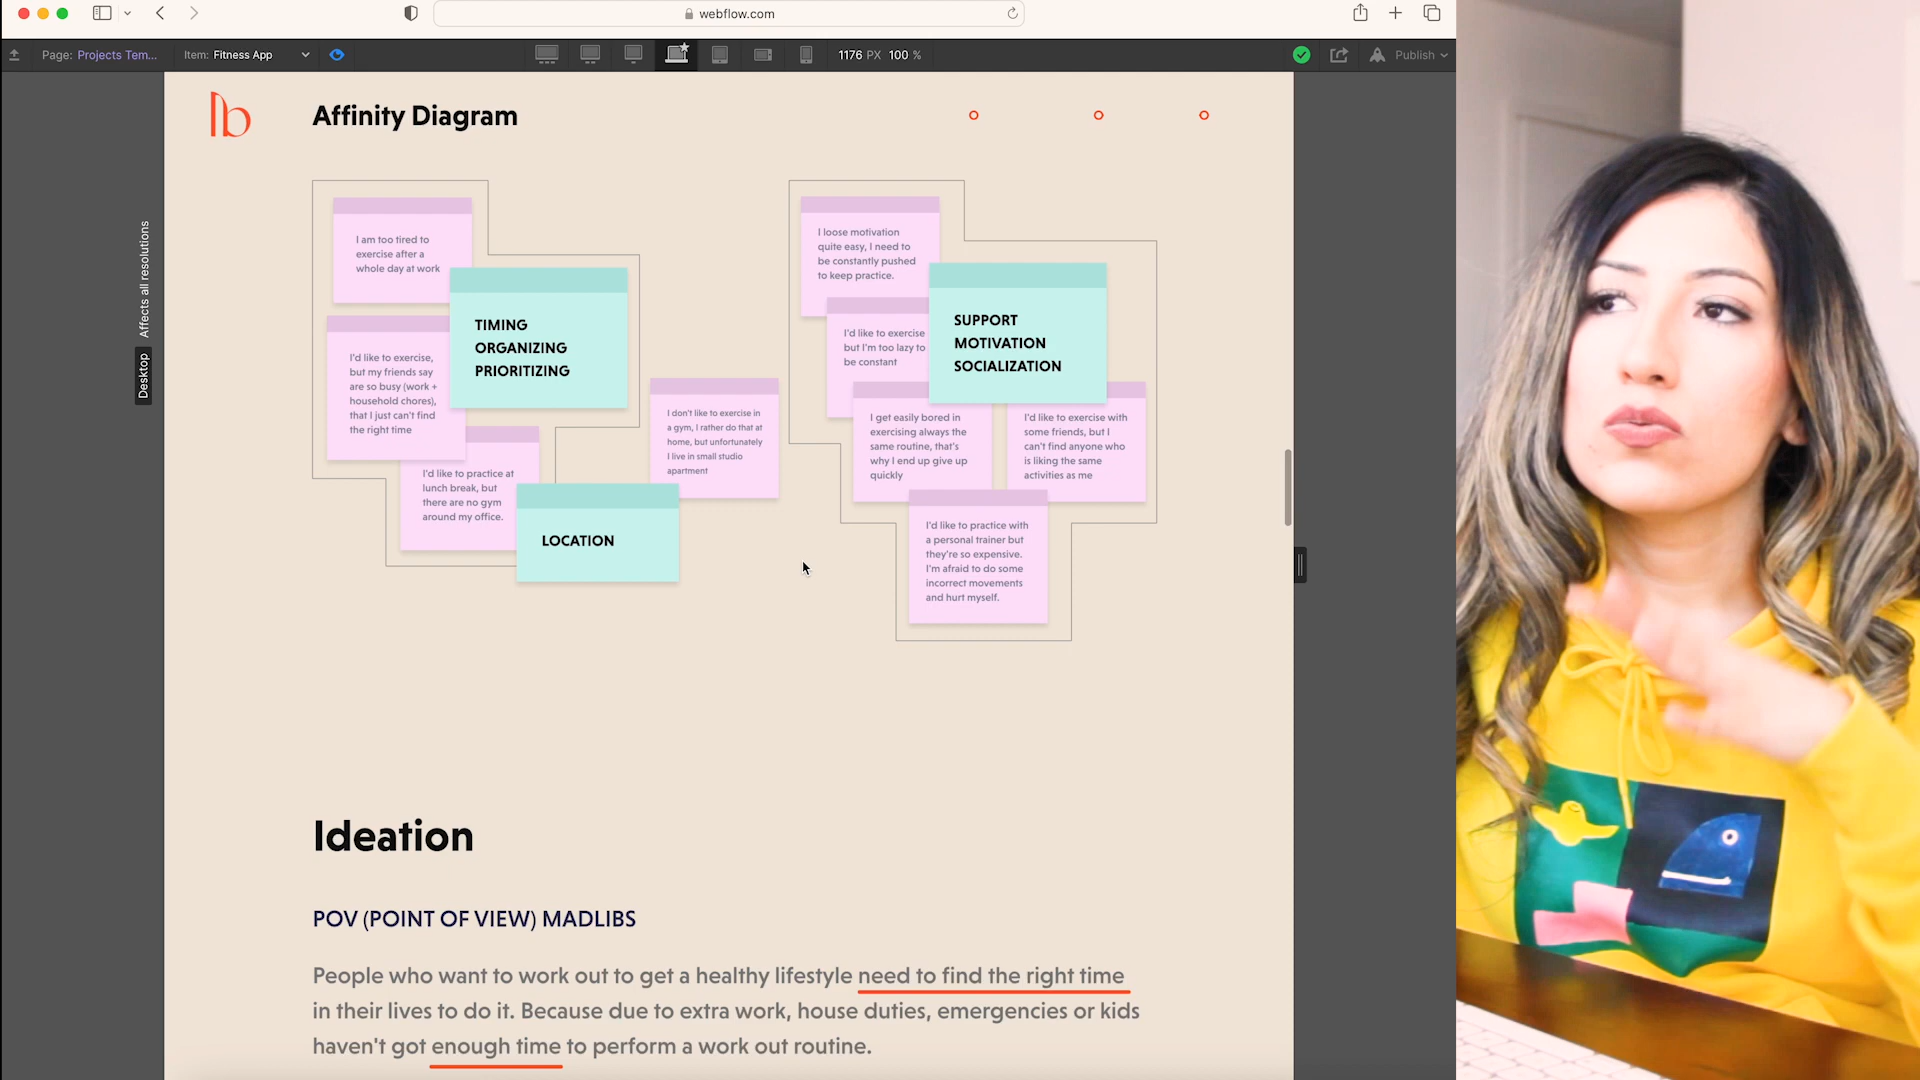 webflow.com
Page: Projects Tem...
Item: Fitness App
1176 PX 100 %
Publish
Desktop Affects all resolutions
lb
Affinity Diagram
I am too tired to
exercise after a
whole day at work
TIMING
ORGANIZING
PRIORITIZING
I'd like to exercise,
but my friends say
are so busy (work +
household chores),
that I just can't find
the right time
I'd like to practice at
lunch break, but
there are no gym
around my office.
LOCATION
I don't like to exercise in
a gym, I rather do that at
home, but unfortunately
I live in small studio
apartment
I loose motivation
quite easy, I need to
be constantly pushed
to keep practice.
I'd like to exercise
but I'm too lazy to
be constant
SUPPORT
MOTIVATION
SOCIALIZATION
I get easily bored in
exercising always the
same routine, that's
why I end up give up
quickly
I'd like to exercise with
some friends, but I
can't find anyone who
is liking the same
activities as me
I'd like to practice with
a personal trainer but
they're so expensive.
I'm afraid to do some
incorrect movements
and hurt myself.
Ideation
POV (POINT OF VIEW) MADLIBS
People who want to work out to get a healthy lifestyle need to find the right time
in their lives to do it. Because due to extra work, house duties, emergencies or kids
haven't got enough time to perform a work out routine.